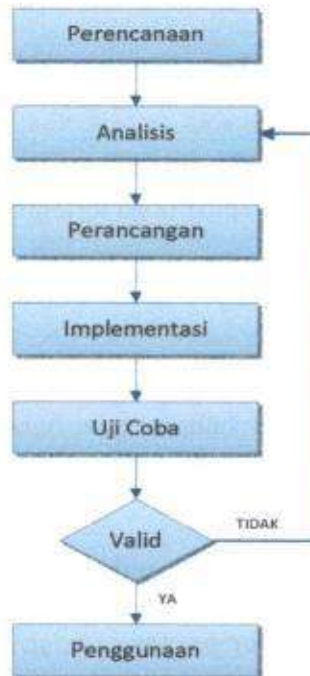 Perencanaan
Analisis
Perancangan
Implementasi
Uji Coba
Valid
TIDAK
YA
Penggunaan